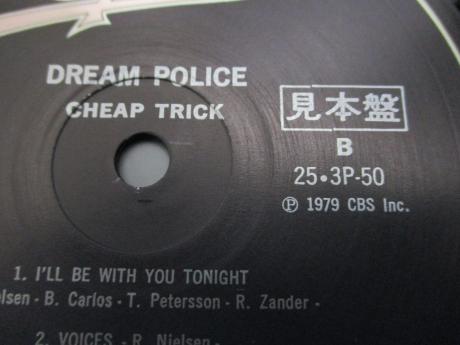 DREAM POLICE
CHEAP TRICK
見本盤
B
25・3P-50
Ⓟ 1979 CBS Inc.
1. I'LL BE WITH YOU TONIGHT
elsen - B. Carlos - T. Petersson - R. Zander -
2. VOICES - R. Nielsen -